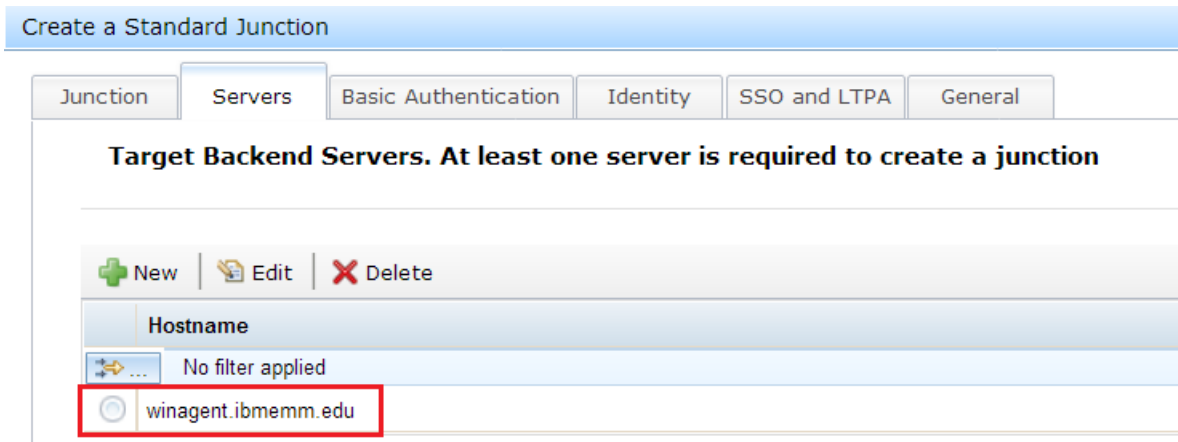 Create a Standard Junction
Junction Servers Basic Authentication Identity SSO and LTPA General
Target Backend Servers. At least one server is required to create a junction
New Edit Delete
Hostname
... No filter applied
winagent.ibmemm.edu